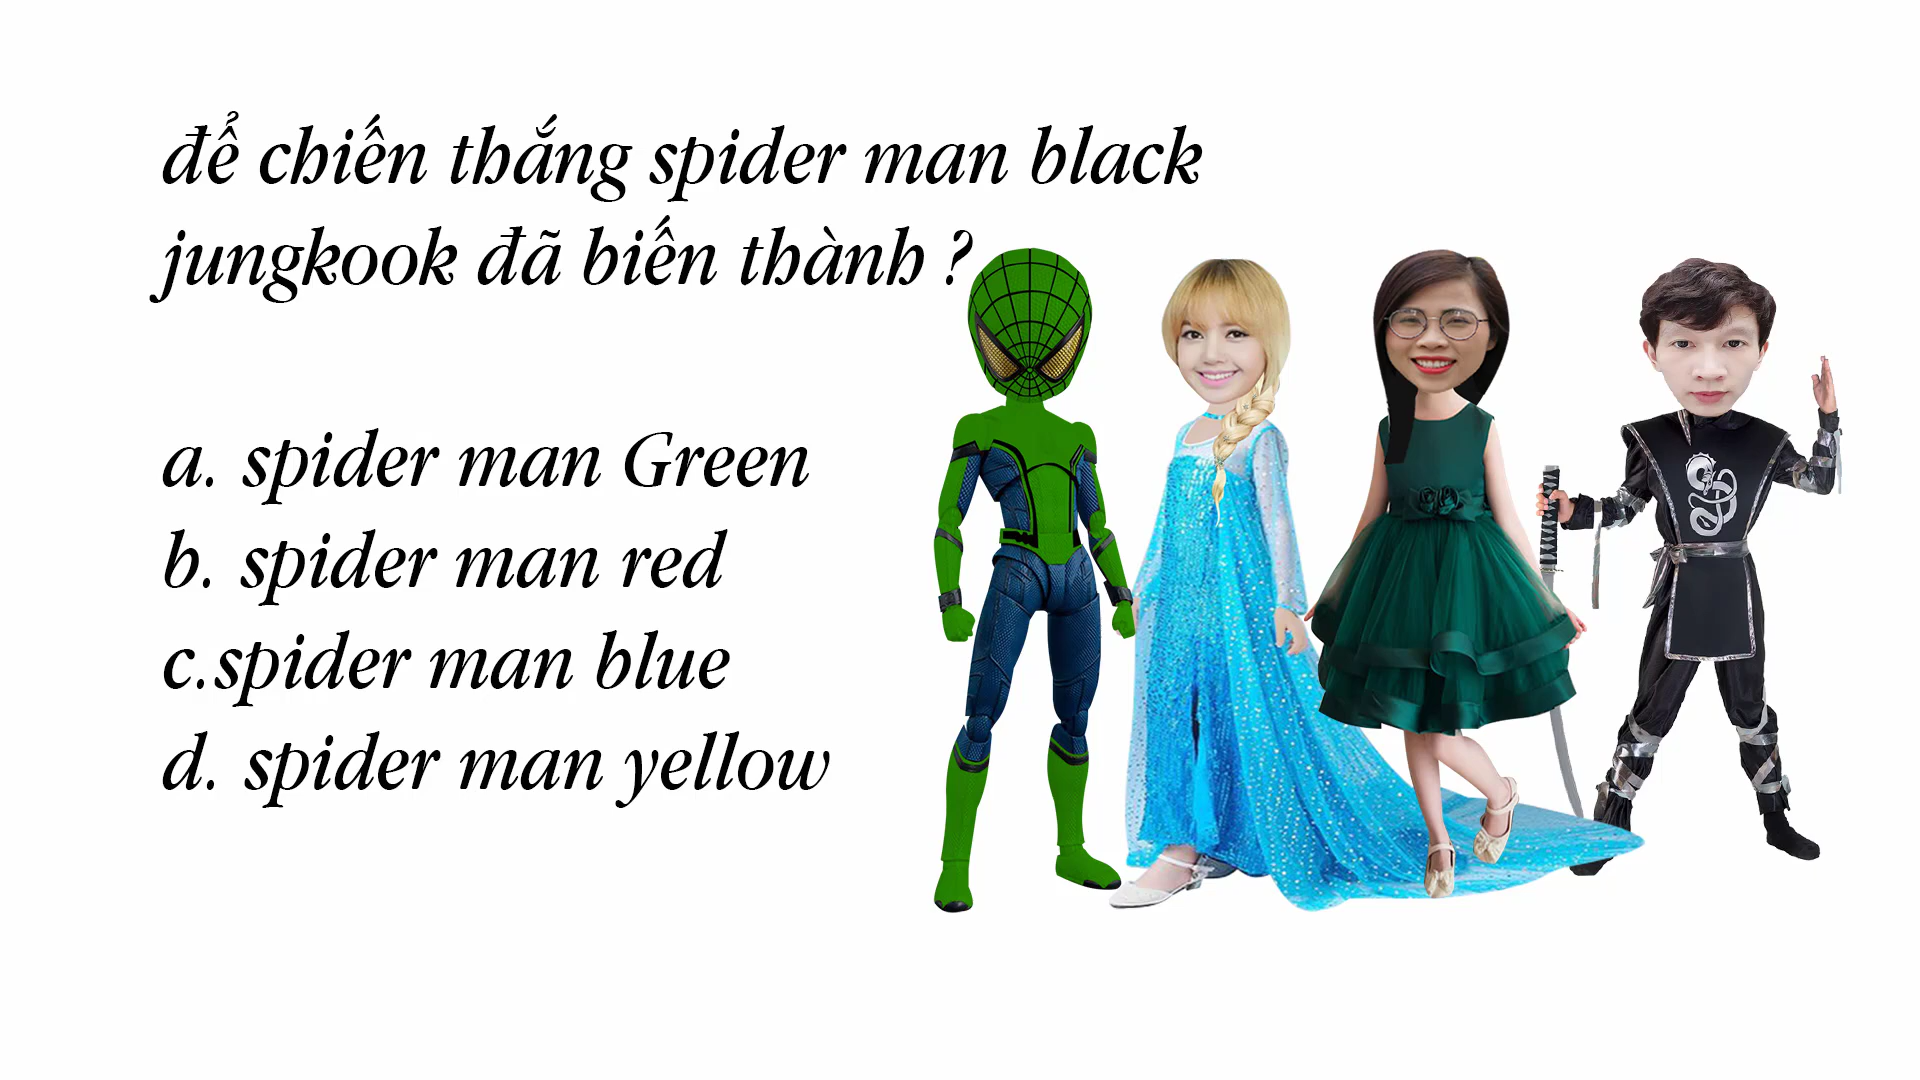 để chiến thắng spider man black
jungkook đã biến thành ?
a. spider man Green
b. spider man red
c.spider man blue
d. spider man yellow